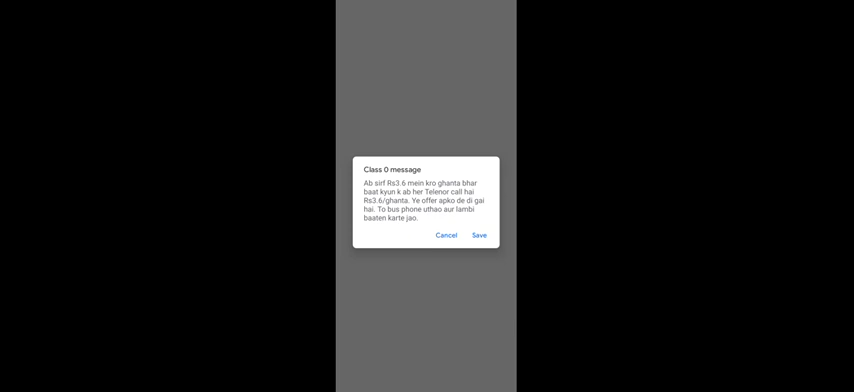 Class 0 message
Ab sirf Rs3.6 mein kro ghanta bhar
baat kyun k ab her Telenor call hai
Rs3.6/ghanta. Ye offer apko de di gai
hai. To bus phone uthao aur lambi
baaten karte jao.
Cancel Save